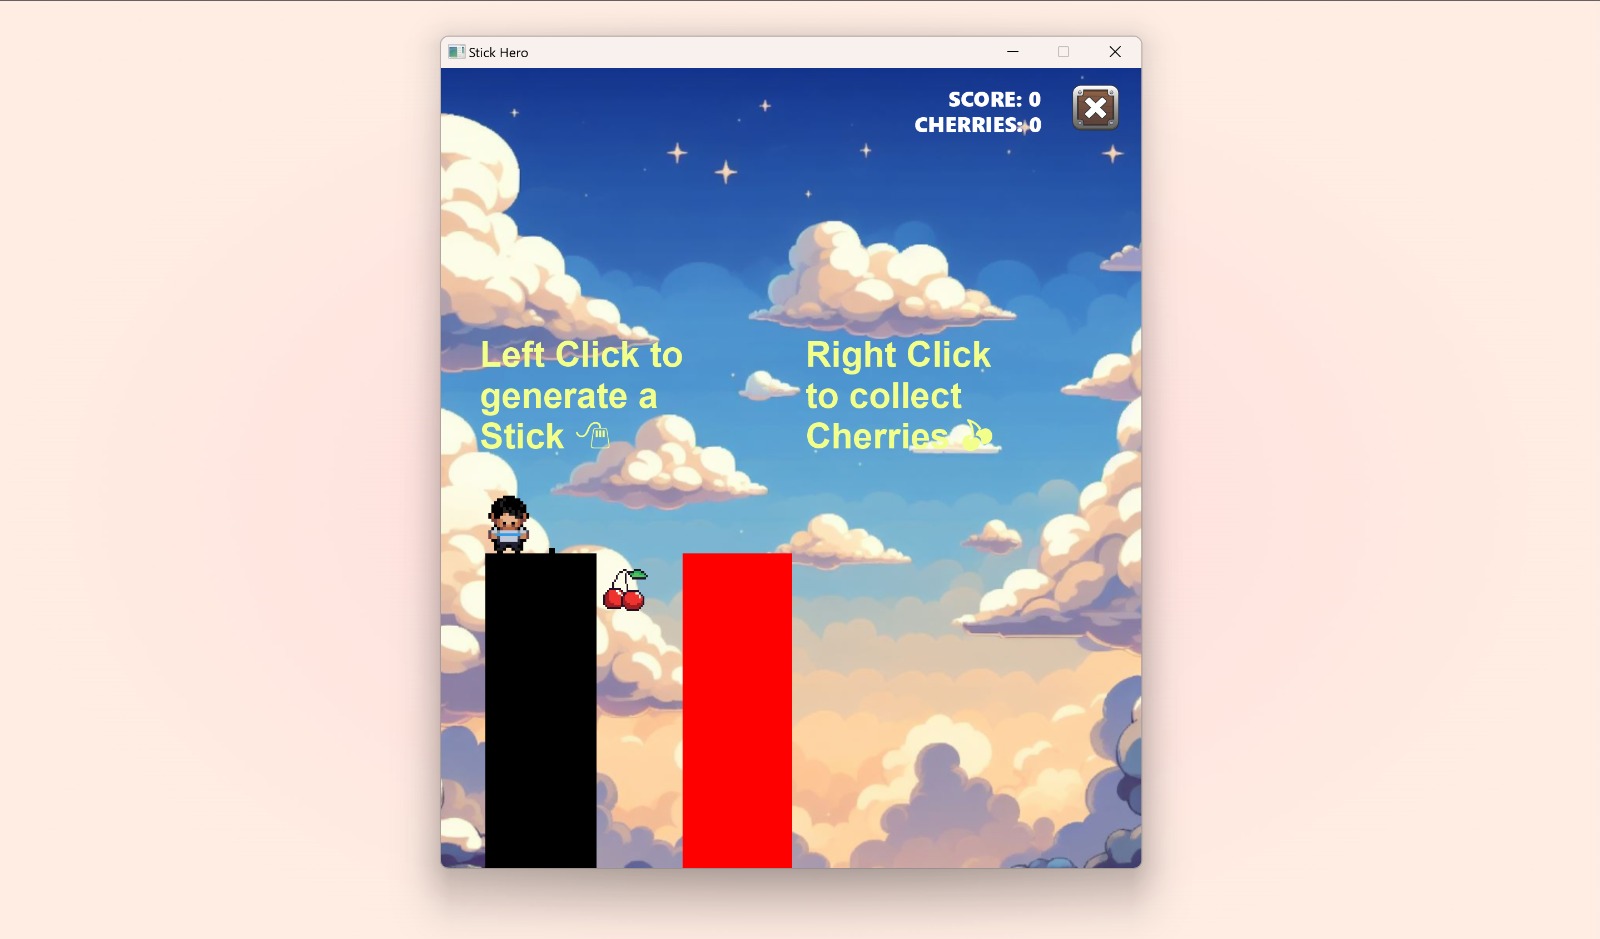 Stick Hero
SCORE: 0
CHERRIES: 0
Left Click to
generate a
Stick 🖱
Right Click
to collect
Cherries 🍒